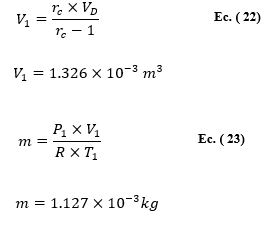 V₁ = (r_c × V_D) / (r_c − 1) Ec. ( 22)
V₁ = 1.326 × 10⁻³ m³
m = (P₁ × V₁) / (R × T₁) Ec. ( 23)
m = 1.127 × 10⁻³ kg